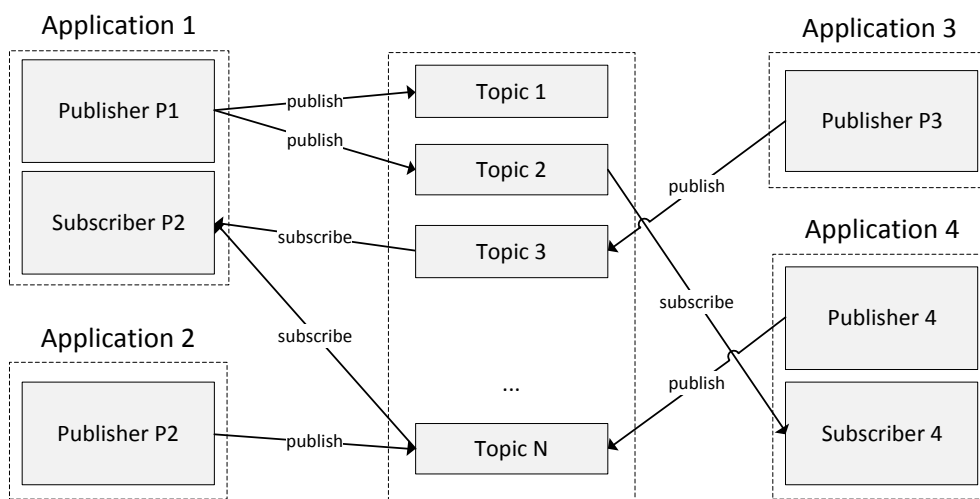 Application 1
Publisher P1
Subscriber P2
Application 2
Publisher P2
publish
publish
subscribe
subscribe
publish
Topic 1
Topic 2
Topic 3
...
Topic N
publish
subscribe
publish
Application 3
Publisher P3
Application 4
Publisher 4
Subscriber 4